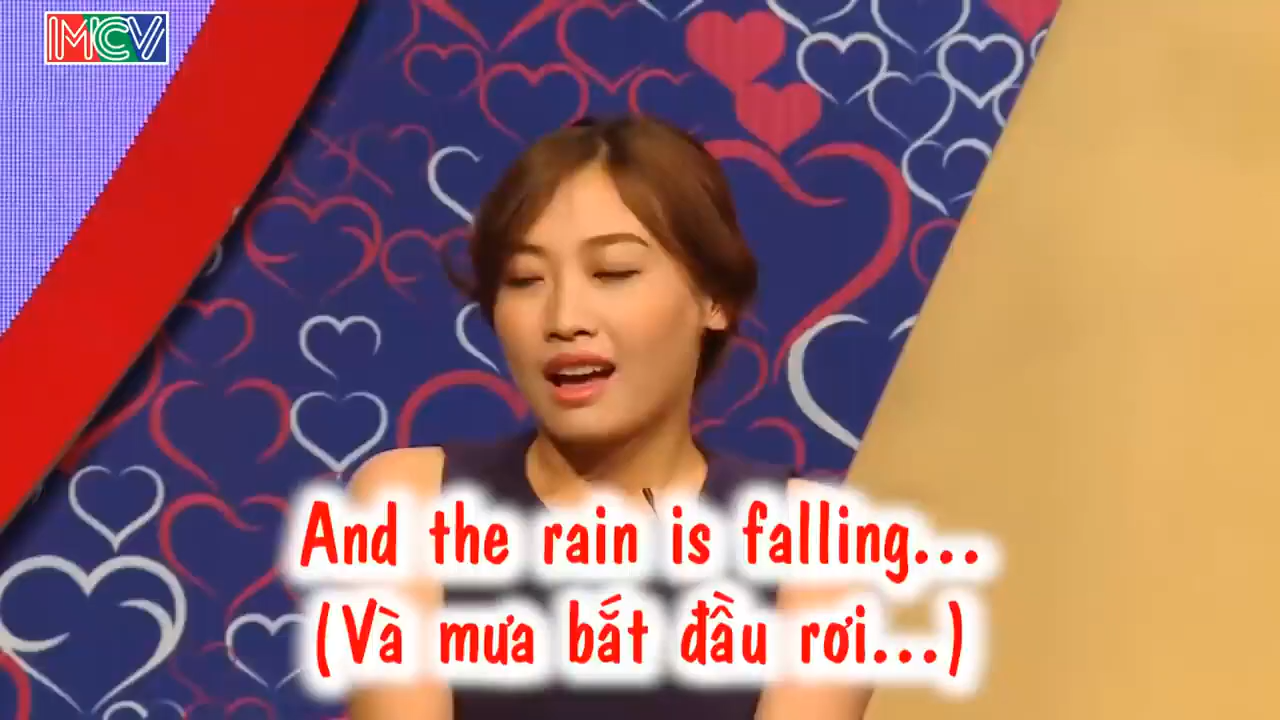 MCV
And the rain is falling...
(Và mưa bắt đầu rơi...)